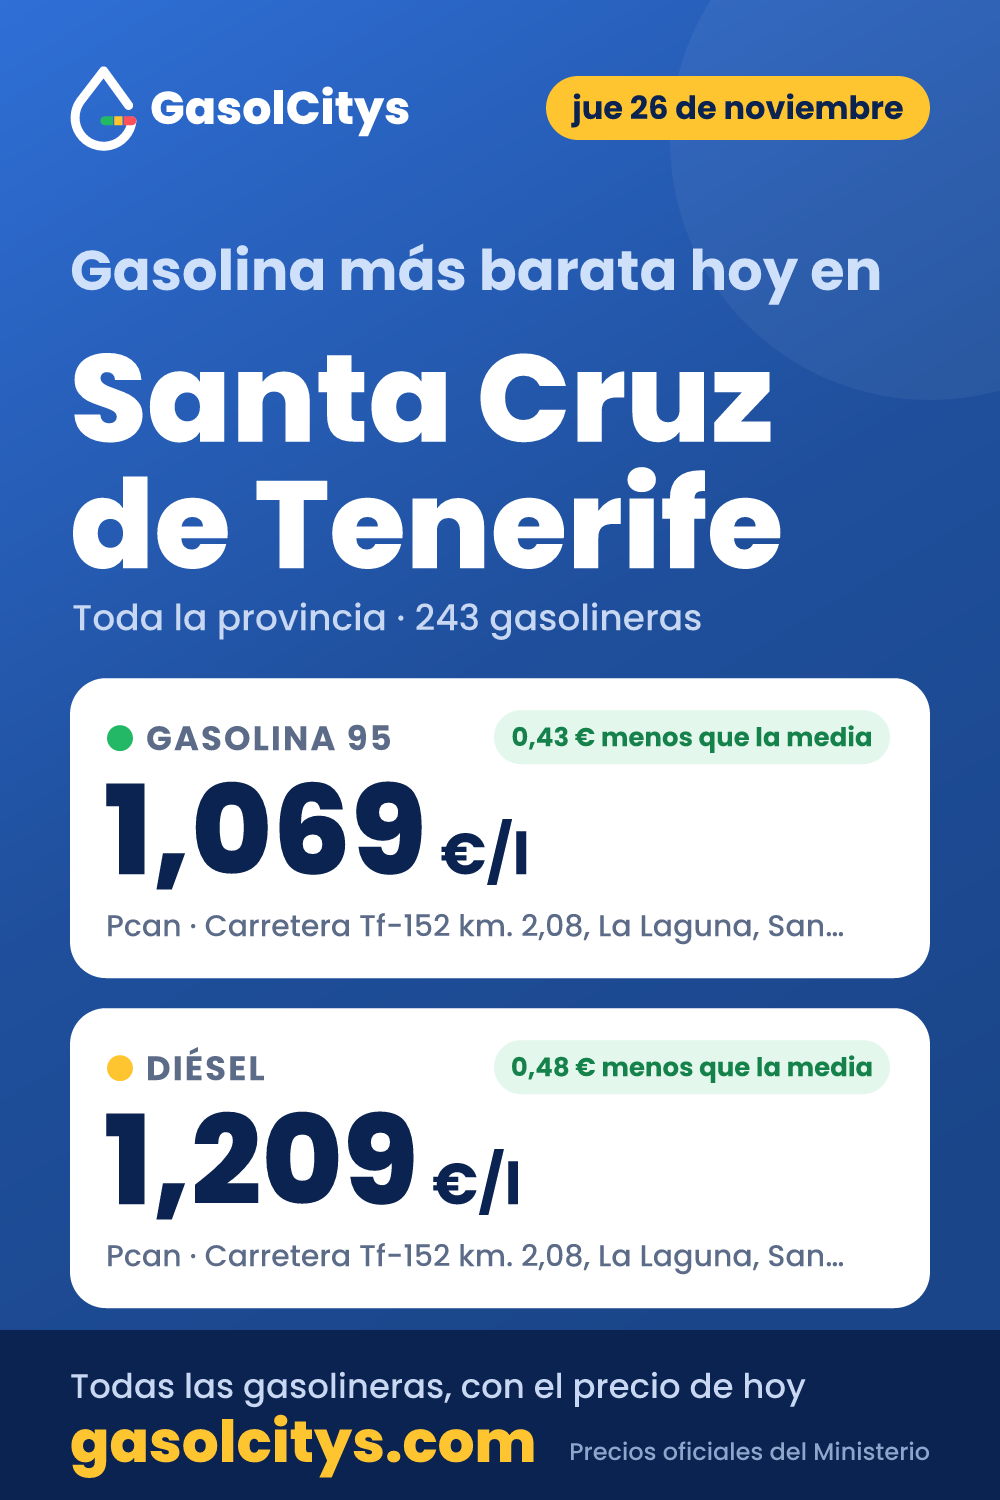 GasolCitys
jue 26 de noviembre
Gasolina más barata hoy en
Santa Cruz
de Tenerife
Toda la provincia · 243 gasolineras
GASOLINA 95
0,43 € menos que la media
1,069 €/l
Pcan · Carretera Tf-152 km. 2,08, La Laguna, San...
DIÉSEL
0,48 € menos que la media
1,209 €/l
Pcan · Carretera Tf-152 km. 2,08, La Laguna, San...
Todas las gasolineras, con el precio de hoy
gasolcitys.com
Precios oficiales del Ministerio